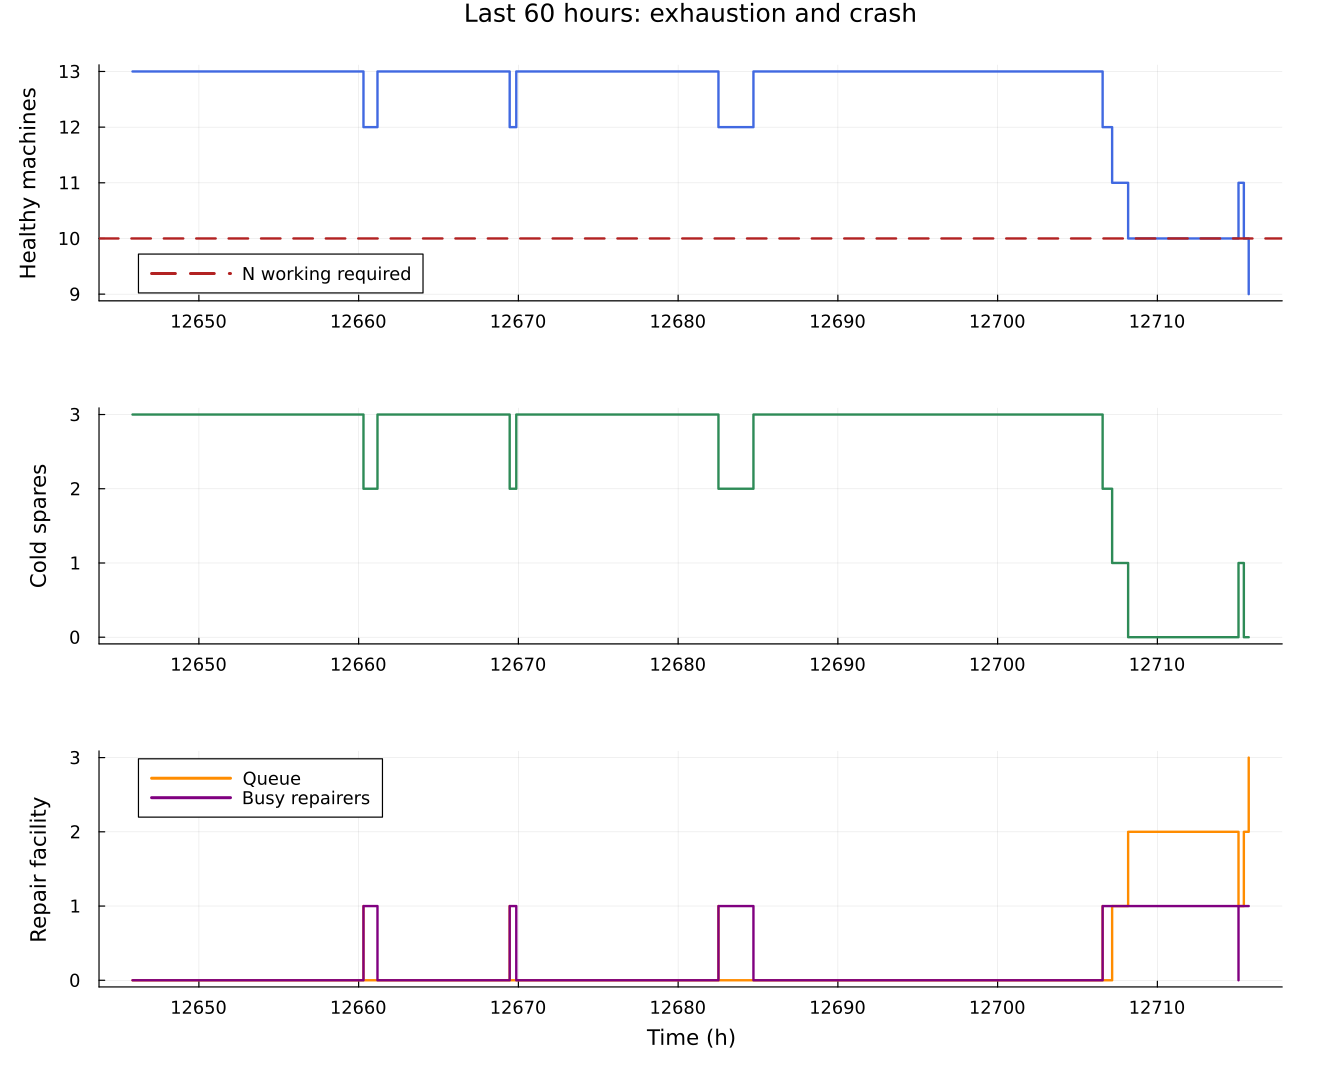 Last 60 hours: exhaustion and crash
Healthy machines
13
12
11
10
9
N working required
12650 12660 12670 12680 12690 12700 12710
Cold spares
3
2
1
0
12650 12660 12670 12680 12690 12700 12710
Repair facility
3
2
1
0
Queue
Busy repairers
12650 12660 12670 12680 12690 12700 12710
Time (h)